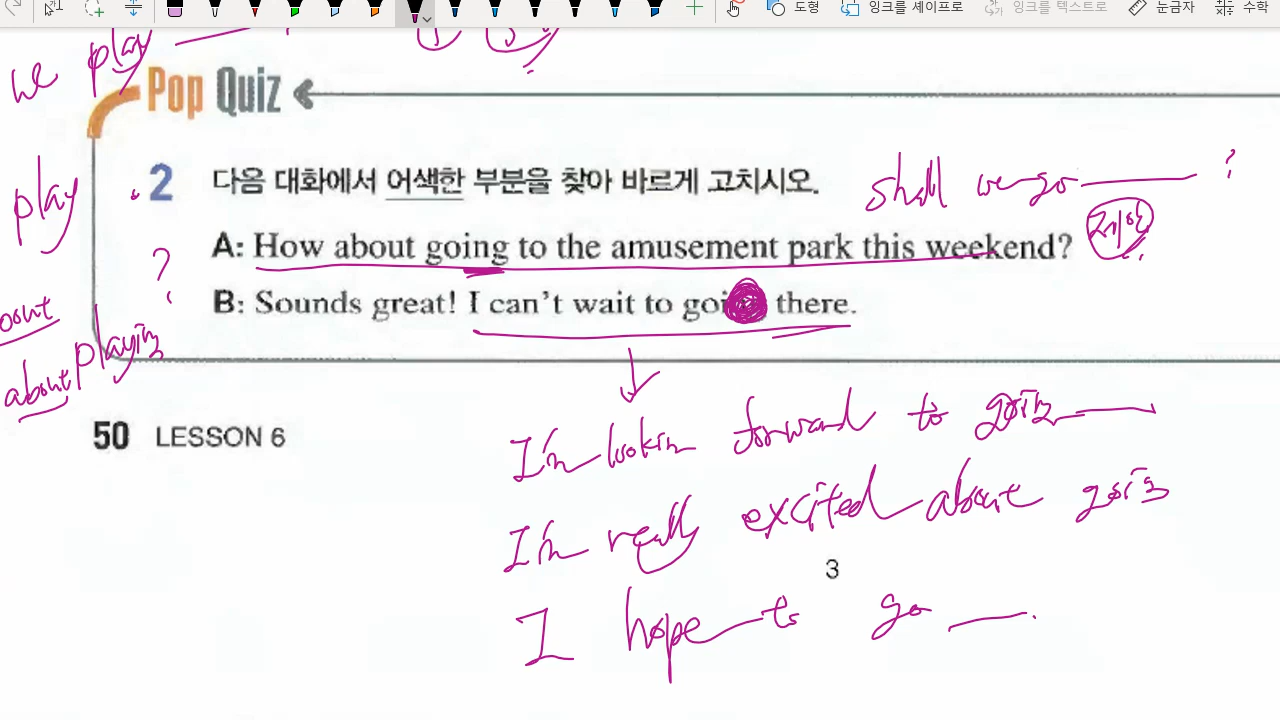 도형 잉크를 셰이프로 잉크를 텍스트로 눈금자 수학
we play
Pop Quiz
2 다음 대화에서 어색한 부분을 찾아 바르게 고치시오.
shall we go ?
play
A: How about going to the amusement park this weekend?
제안
?
B: Sounds great! I can't wait to goi there.
about playing
50 LESSON 6
I'm lookin forward to going
I'm really excited about going
3
I hope to go .